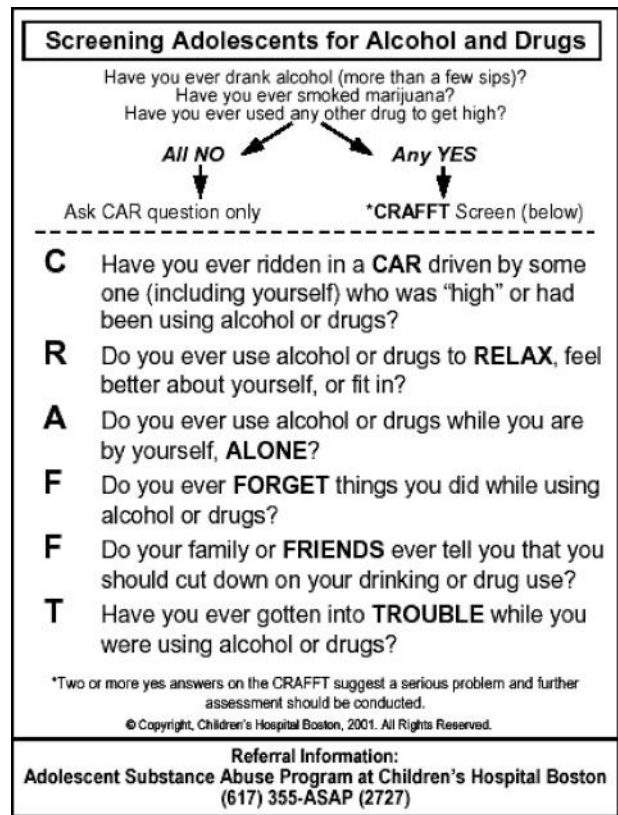 Screening Adolescents for Alcohol and Drugs
Have you ever drank alcohol (more than a few sips)?
Have you ever smoked marijuana?
Have you ever used any other drug to get high?
All NO Any YES
Ask CAR question only *CRAFFT Screen (below)
C Have you ever ridden in a CAR driven by some
one (including yourself) who was "high" or had
been using alcohol or drugs?
R Do you ever use alcohol or drugs to RELAX, feel
better about yourself, or fit in?
A Do you ever use alcohol or drugs while you are
by yourself, ALONE?
F Do you ever FORGET things you did while using
alcohol or drugs?
F Do your family or FRIENDS ever tell you that you
should cut down on your drinking or drug use?
T Have you ever gotten into TROUBLE while you
were using alcohol or drugs?
*Two or more yes answers on the CRAFFT suggest a serious problem and further
assessment should be conducted.
© Copyright, Children's Hospital Boston, 2001. All Rights Reserved.
Referral Information:
Adolescent Substance Abuse Program at Children's Hospital Boston
(617) 355-ASAP (2727)